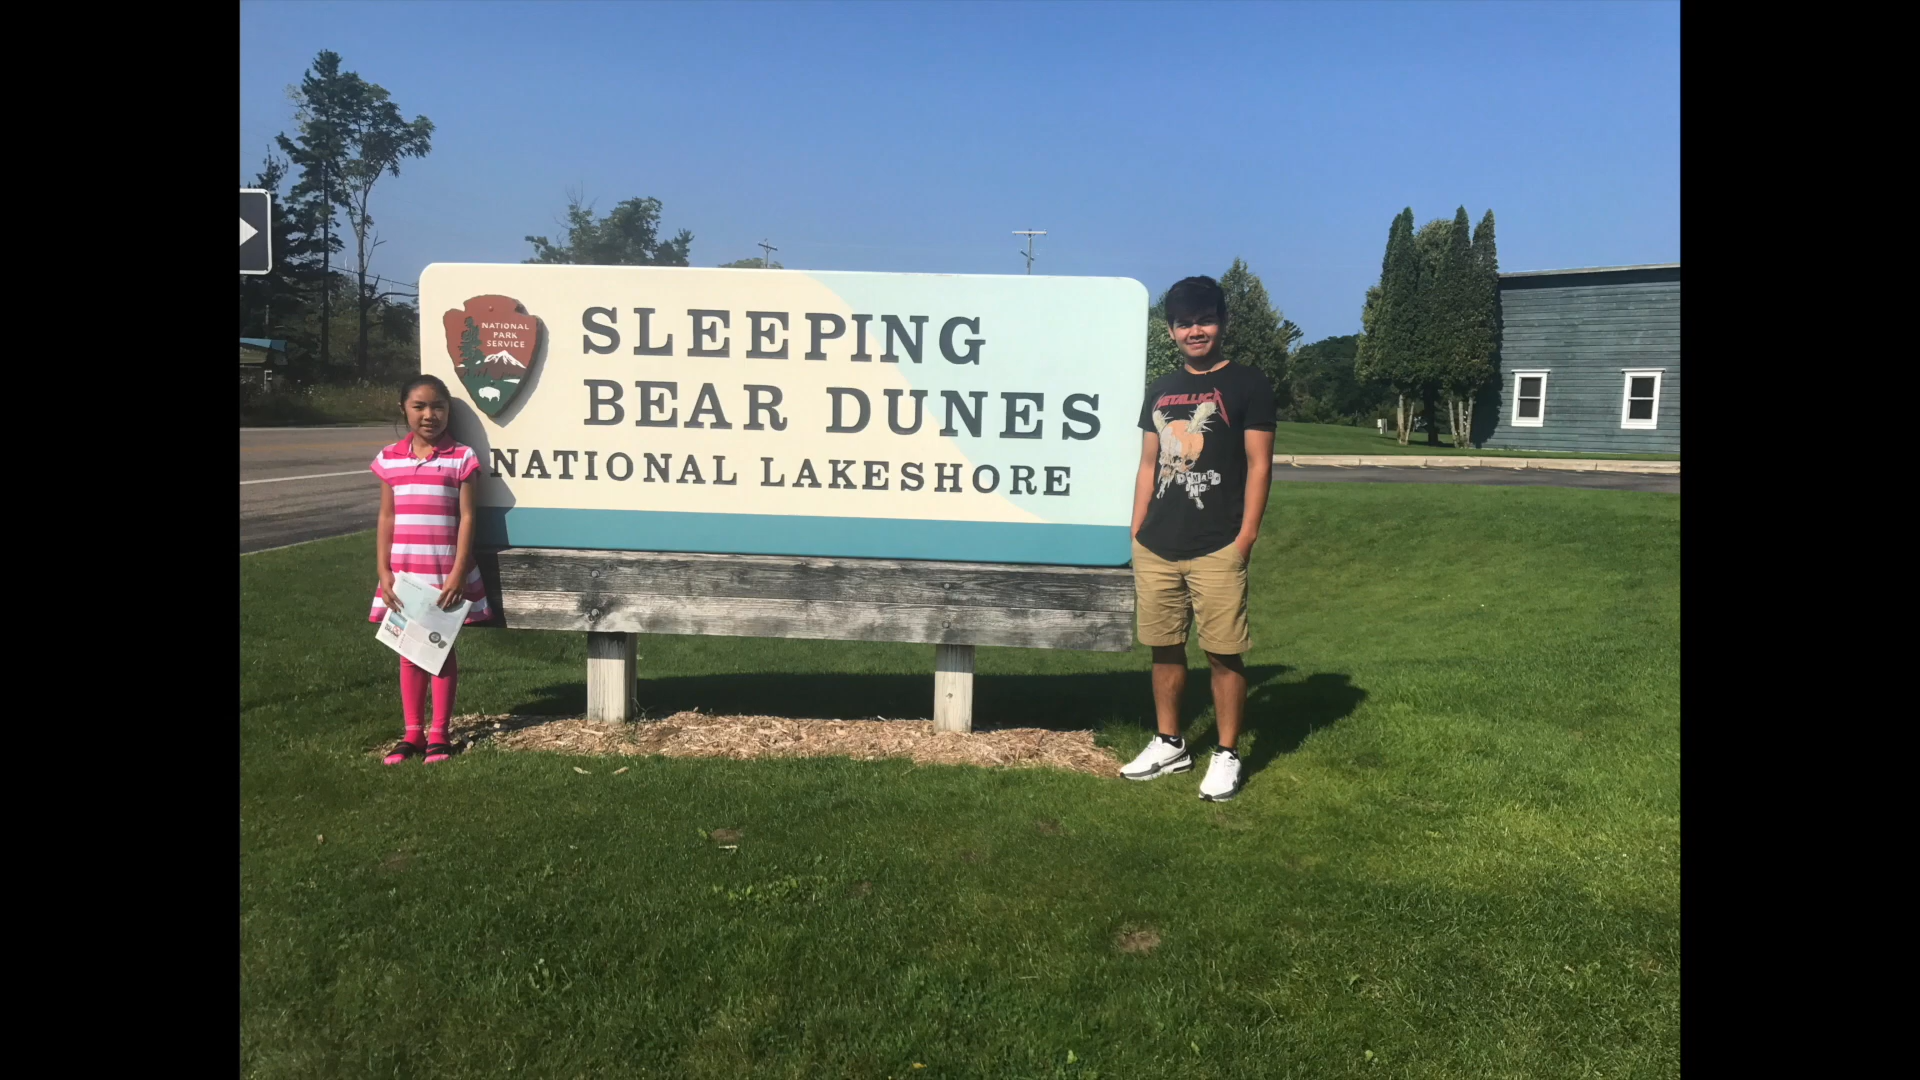 NATIONAL
PARK
SERVICE
SLEEPING
BEAR DUNES
NATIONAL LAKESHORE
METALLICA